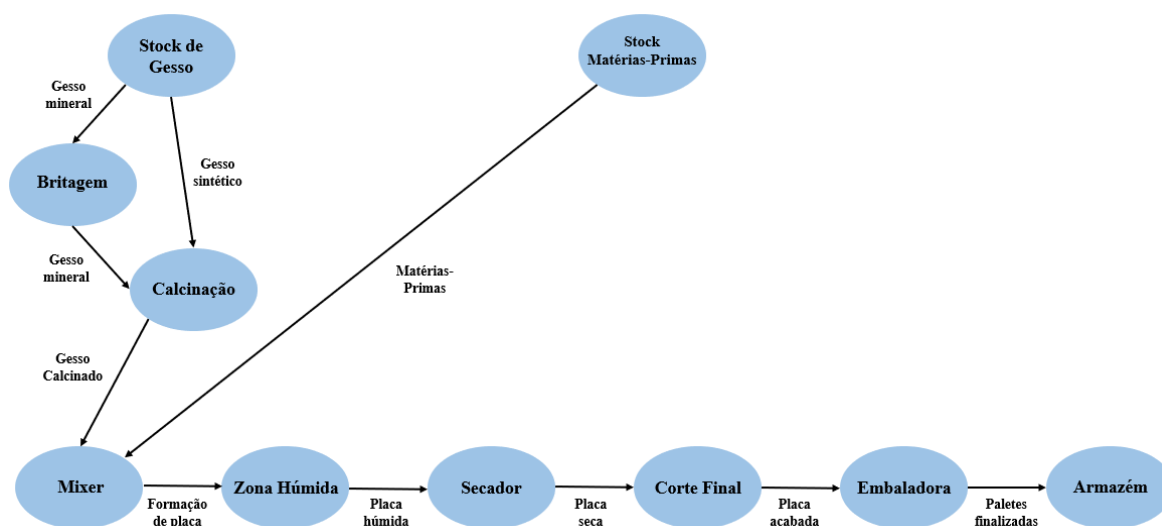 Stock de
Gesso
Stock
Matérias-Primas
Gesso
mineral
Britagem
Gesso
sintético
Gesso
mineral
Calcinação
Matérias-
Primas
Gesso
Calcinado
Mixer
Formação
de placa
Zona Húmida
Placa
húmida
Secador
Placa
seca
Corte Final
Placa
acabada
Embaladora
Paletes
finalizadas
Armazém